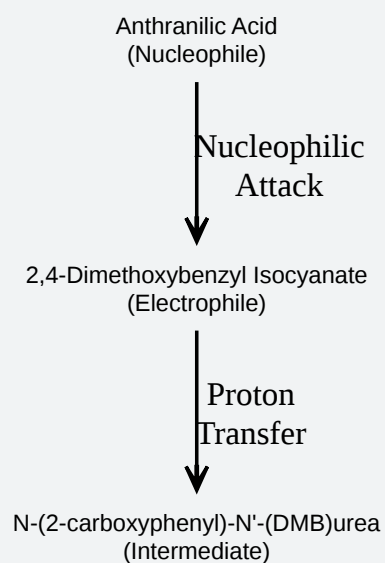 Anthranilic Acid
(Nucleophile)
Nucleophilic
Attack
2,4-Dimethoxybenzyl Isocyanate
(Electrophile)
Proton
Transfer
N-(2-carboxyphenyl)-N'-(DMB)urea
(Intermediate)